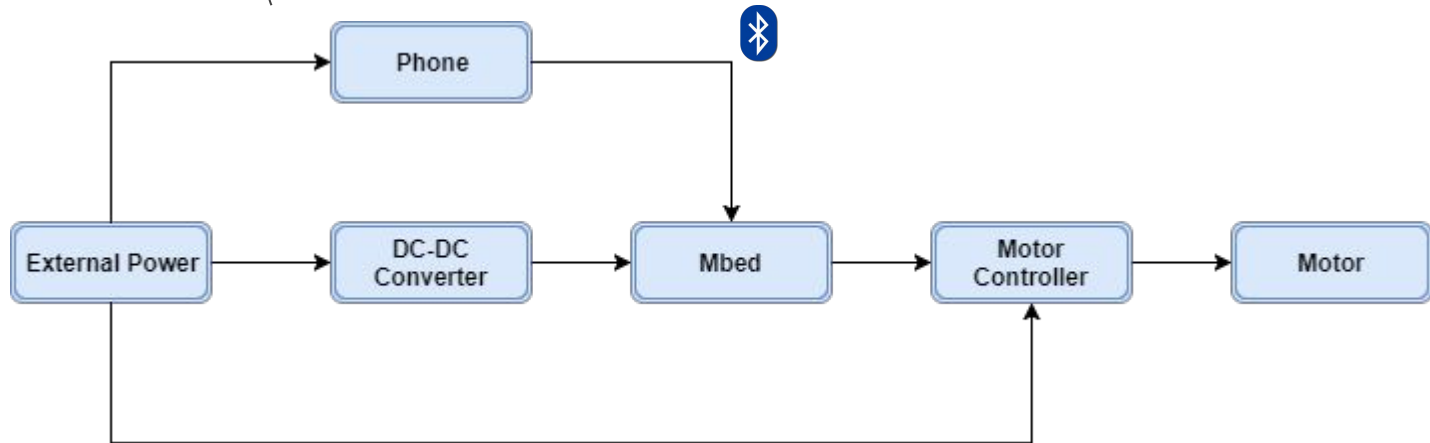 Phone
External Power
DC-DC
Converter
Mbed
Motor
Controller
Motor